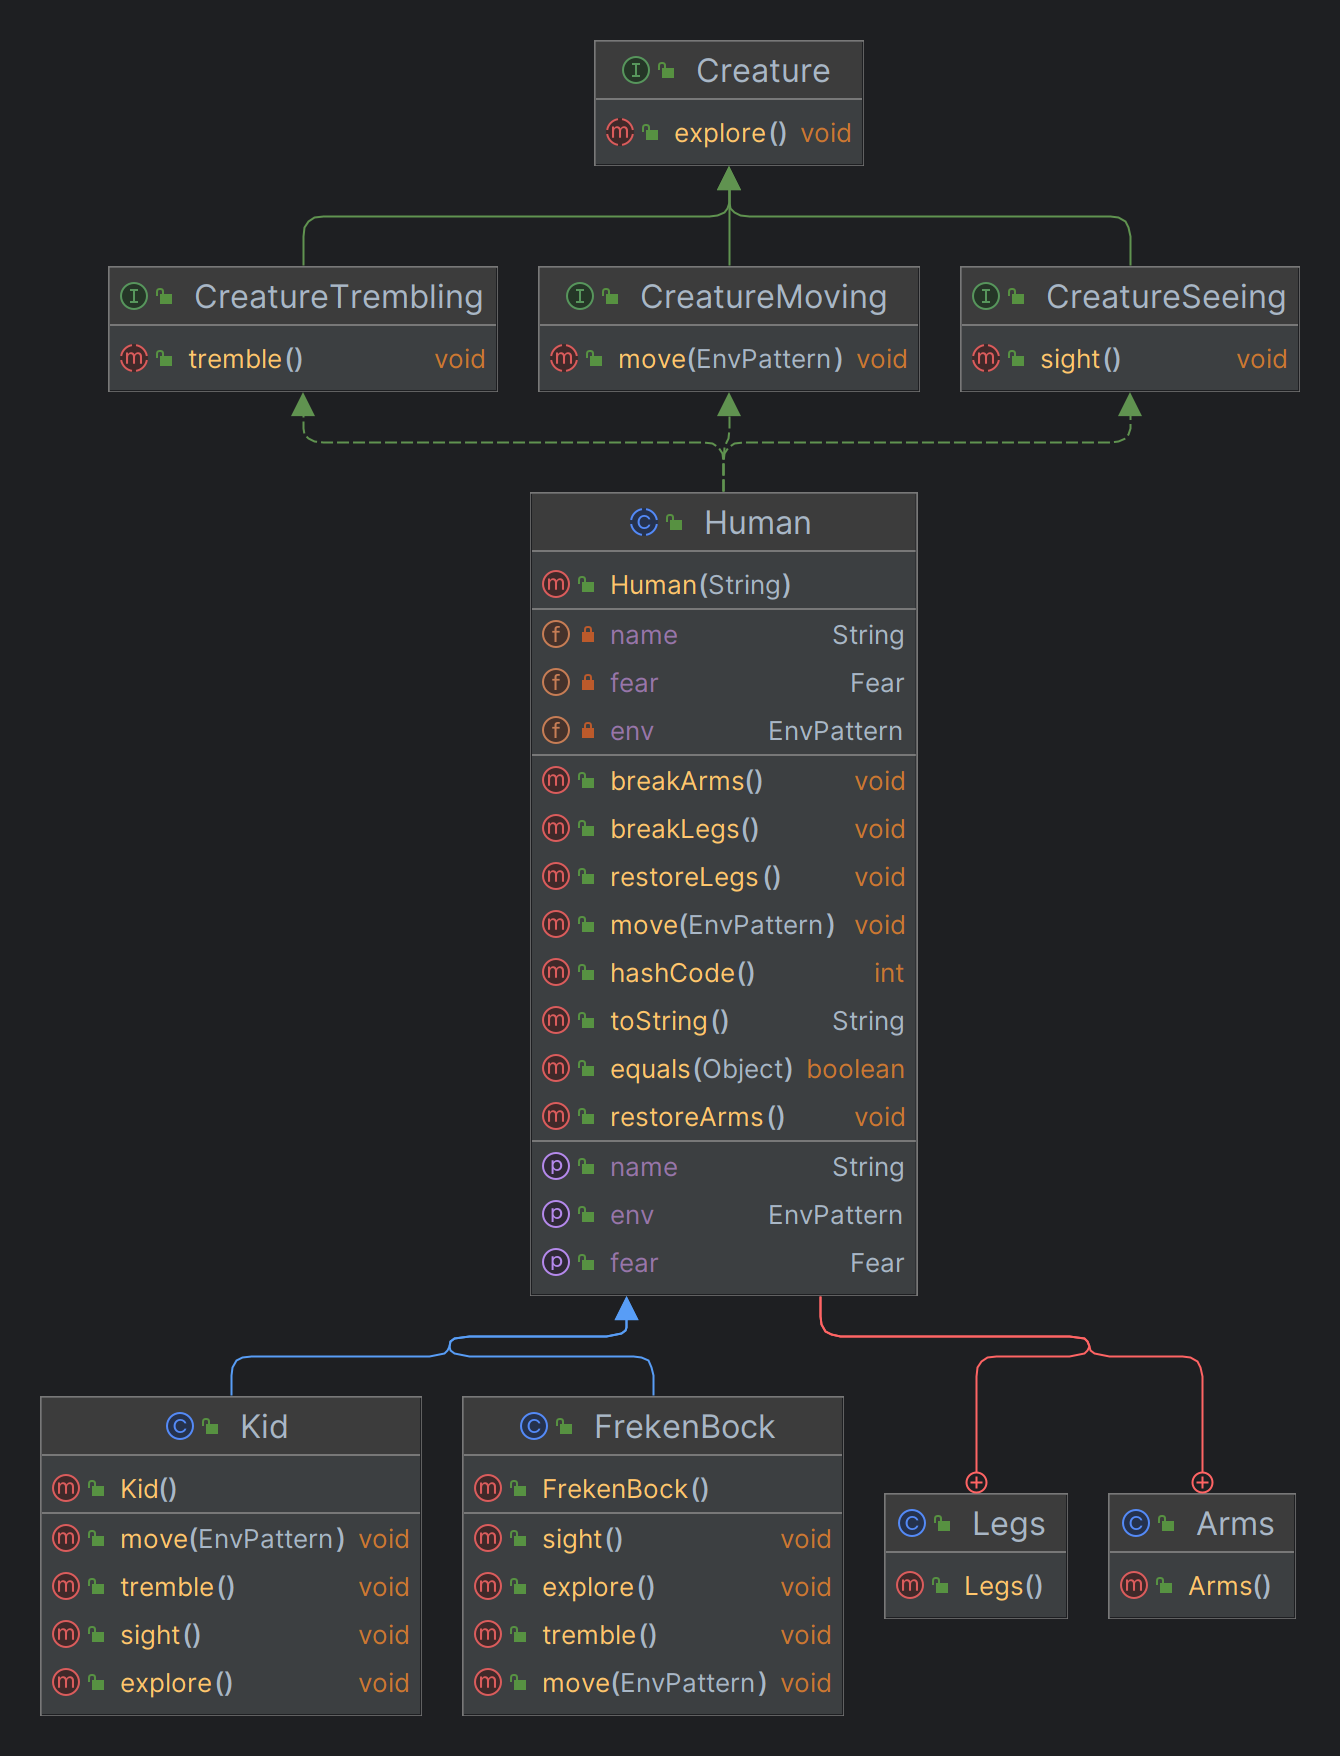 Creature
explore() void
CreatureTrembling
tremble() void
CreatureMoving
move(EnvPattern) void
CreatureSeeing
sight() void
Human
Human(String)
name String
fear Fear
env EnvPattern
breakArms() void
breakLegs() void
restoreLegs() void
move(EnvPattern) void
hashCode() int
toString() String
equals(Object) boolean
restoreArms() void
name String
env EnvPattern
fear Fear
Kid
Kid()
move(EnvPattern) void
tremble() void
sight() void
explore() void
FrekenBock
FrekenBock()
sight() void
explore() void
tremble() void
move(EnvPattern) void
Legs
Legs()
Arms
Arms()